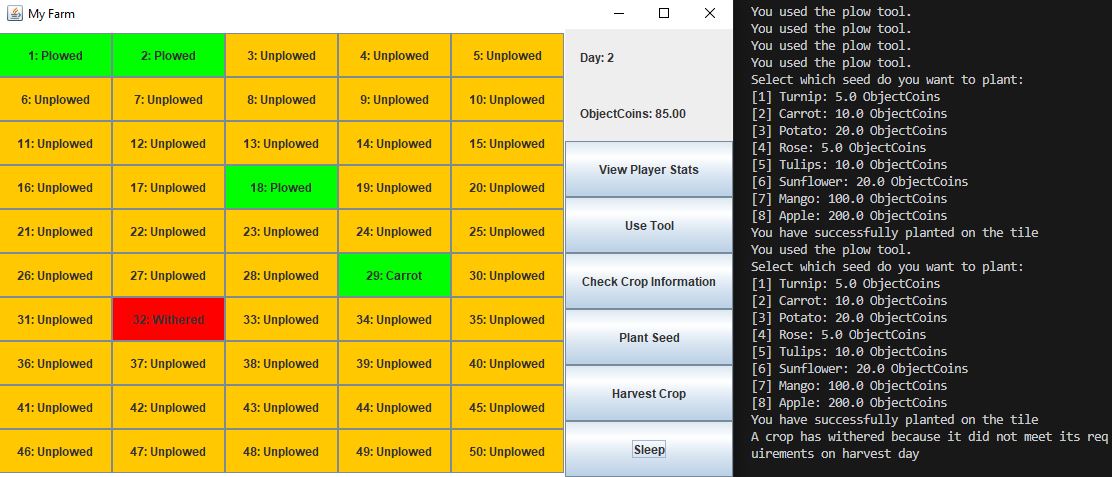 My Farm
1: Plowed
2: Plowed
3: Unplowed
4: Unplowed
5: Unplowed
6: Unplowed
7: Unplowed
8: Unplowed
9: Unplowed
10: Unplowed
11: Unplowed
12: Unplowed
13: Unplowed
14: Unplowed
15: Unplowed
16: Unplowed
17: Unplowed
18: Plowed
19: Unplowed
20: Unplowed
21: Unplowed
22: Unplowed
23: Unplowed
24: Unplowed
25: Unplowed
26: Unplowed
27: Unplowed
28: Unplowed
29: Carrot
30: Unplowed
31: Unplowed
32: Withered
33: Unplowed
34: Unplowed
35: Unplowed
36: Unplowed
37: Unplowed
38: Unplowed
39: Unplowed
40: Unplowed
41: Unplowed
42: Unplowed
43: Unplowed
44: Unplowed
45: Unplowed
46: Unplowed
47: Unplowed
48: Unplowed
49: Unplowed
50: Unplowed
Day: 2
ObjectCoins: 85.00
View Player Stats
Use Tool
Check Crop Information
Plant Seed
Harvest Crop
Sleep
You used the plow tool.
You used the plow tool.
You used the plow tool.
You used the plow tool.
Select which seed do you want to plant:
[1] Turnip: 5.0 ObjectCoins
[2] Carrot: 10.0 ObjectCoins
[3] Potato: 20.0 ObjectCoins
[4] Rose: 5.0 ObjectCoins
[5] Tulips: 10.0 ObjectCoins
[6] Sunflower: 20.0 ObjectCoins
[7] Mango: 100.0 ObjectCoins
[8] Apple: 200.0 ObjectCoins
You have successfully planted on the tile
You used the plow tool.
Select which seed do you want to plant:
[1] Turnip: 5.0 ObjectCoins
[2] Carrot: 10.0 ObjectCoins
[3] Potato: 20.0 ObjectCoins
[4] Rose: 5.0 ObjectCoins
[5] Tulips: 10.0 ObjectCoins
[6] Sunflower: 20.0 ObjectCoins
[7] Mango: 100.0 ObjectCoins
[8] Apple: 200.0 ObjectCoins
You have successfully planted on the tile
A crop has withered because it did not meet its req
uirements on harvest day